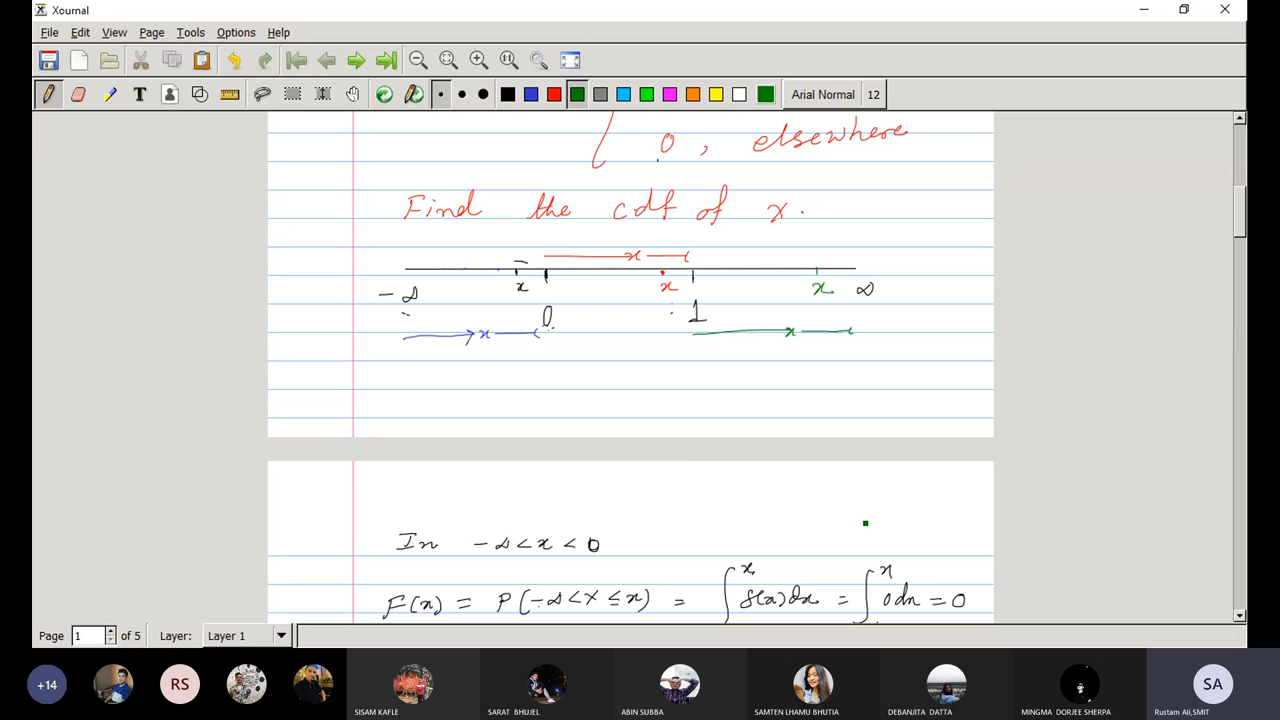 Xournal
File Edit View Page Tools Options Help
Arial Normal 12
0, elsewhere
Find the cdf of x.
x x x
-∞ 0 1 x ∞
x x
In -∞ < x < 0
F(x) = P(-∞ < X ≤ x) = ∫ˣ f(x)dx = ∫ˣ 0dx = 0
Page 1 of 5 Layer: Layer 1
+14 RS SA
SISAM KAFLE SARAT BHUJEL ABIN SUBBA SAMTEN LHAMU BHUTIA DEBANJITA DATTA MINGMA DORJEE SHERPA Rustam Ali,SMIT